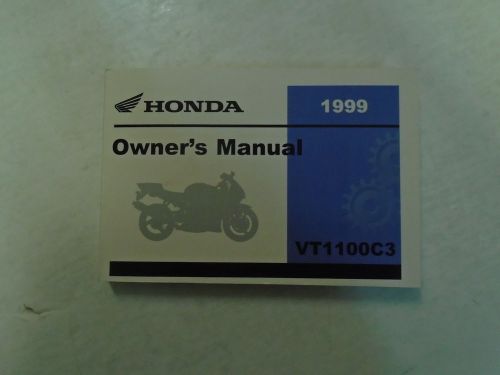 HONDA
1999
Owner's Manual
VT1100C3